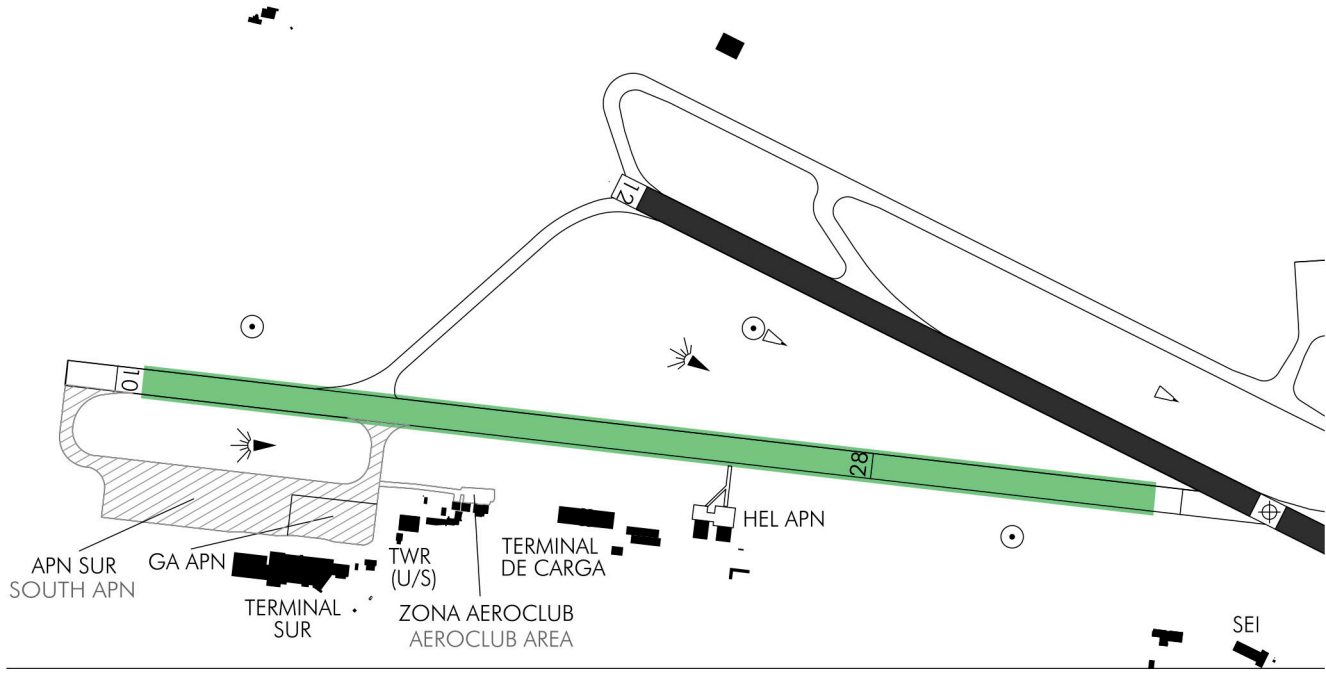 12
10
28
HEL APN
APN SUR
SOUTH APN
GA APN
TERMINAL
SUR
TWR
(U/S)
ZONA AEROCLUB
AEROCLUB AREA
TERMINAL
DE CARGA
SEI